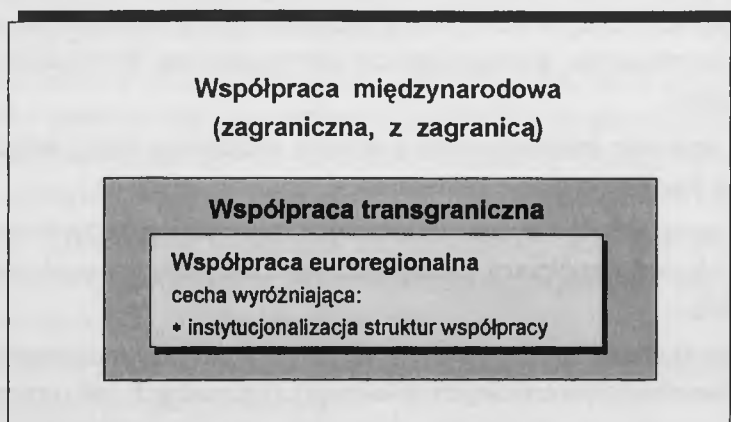 Współpraca międzynarodowa
(zagraniczna, z zagranicą)
Współpraca transgraniczna
Współpraca euroregionalna
cecha wyróżniająca:
• instytucjonalizacja struktur współpracy